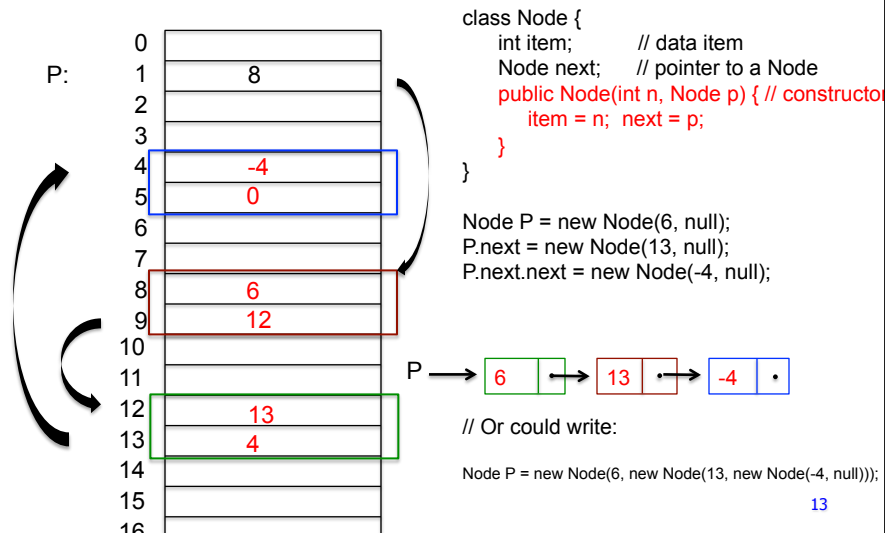 0
P: 1 8
2
3
4 -4
5 0
6
7
8 6
9 12
10
11
12 13
13 4
14
15
16
class Node {
int item; // data item
Node next; // pointer to a Node
public Node(int n, Node p) { // constructor
item = n; next = p;
}
}
Node P = new Node(6, null);
P.next = new Node(13, null);
P.next.next = new Node(-4, null);
P 6 13 -4
// Or could write:
Node P = new Node(6, new Node(13, new Node(-4, null)));
13